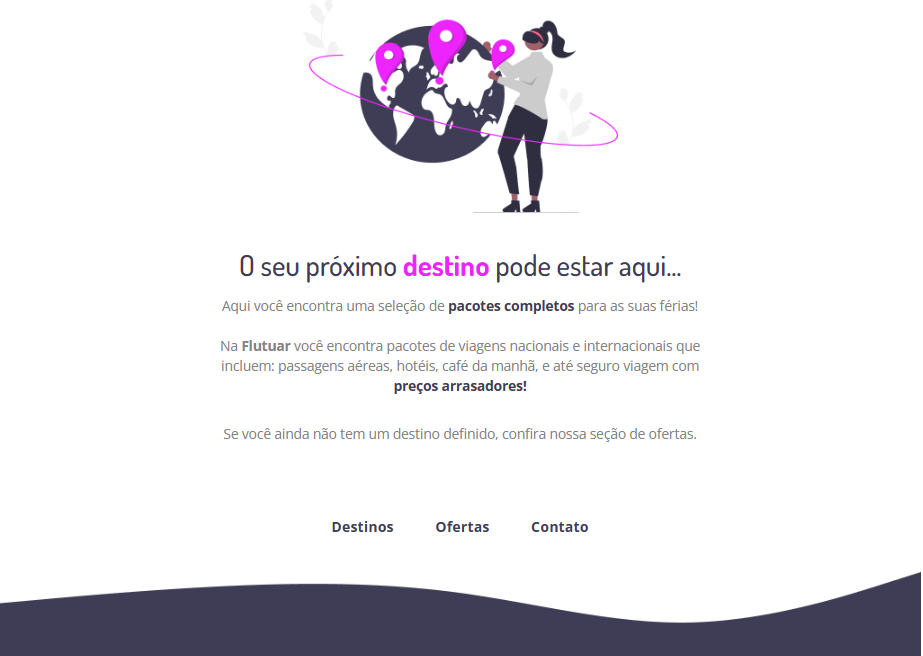 O seu próximo destino pode estar aqui...
Aqui você encontra uma seleção de pacotes completos para as suas férias!
Na Flutuar você encontra pacotes de viagens nacionais e internacionais que
incluem: passagens aéreas, hotéis, café da manhã, e até seguro viagem com
preços arrasadores!
Se você ainda não tem um destino definido, confira nossa seção de ofertas.
Destinos Ofertas Contato